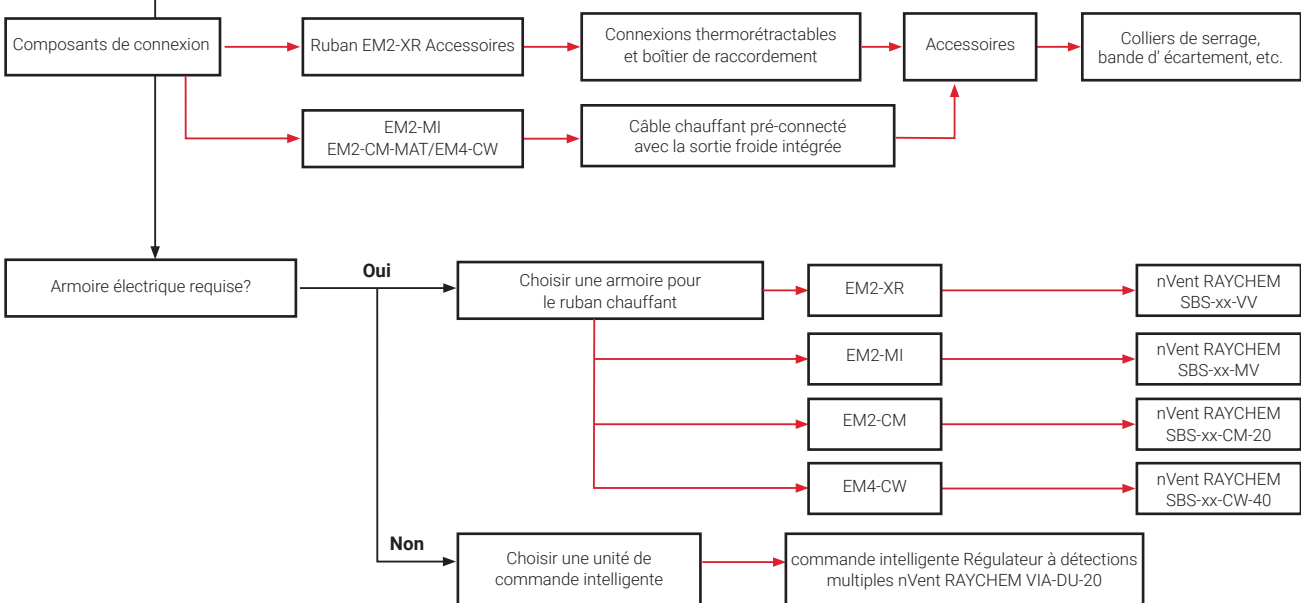 Composants de connexion
Ruban EM2-XR Accessoires
Connexions thermorétractables
et boîtier de raccordement
Accessoires
Colliers de serrage,
bande d' écartement, etc.
EM2-MI
EM2-CM-MAT/EM4-CW
Câble chauffant pré-connecté
avec la sortie froide intégrée
Armoire électrique requise?
Oui
Choisir une armoire pour
le ruban chauffant
EM2-XR
nVent RAYCHEM
SBS-xx-VV
EM2-MI
nVent RAYCHEM
SBS-xx-MV
EM2-CM
nVent RAYCHEM
SBS-xx-CM-20
EM4-CW
nVent RAYCHEM
SBS-xx-CW-40
Non
Choisir une unité de
commande intelligente
commande intelligente Régulateur à détections
multiples nVent RAYCHEM VIA-DU-20